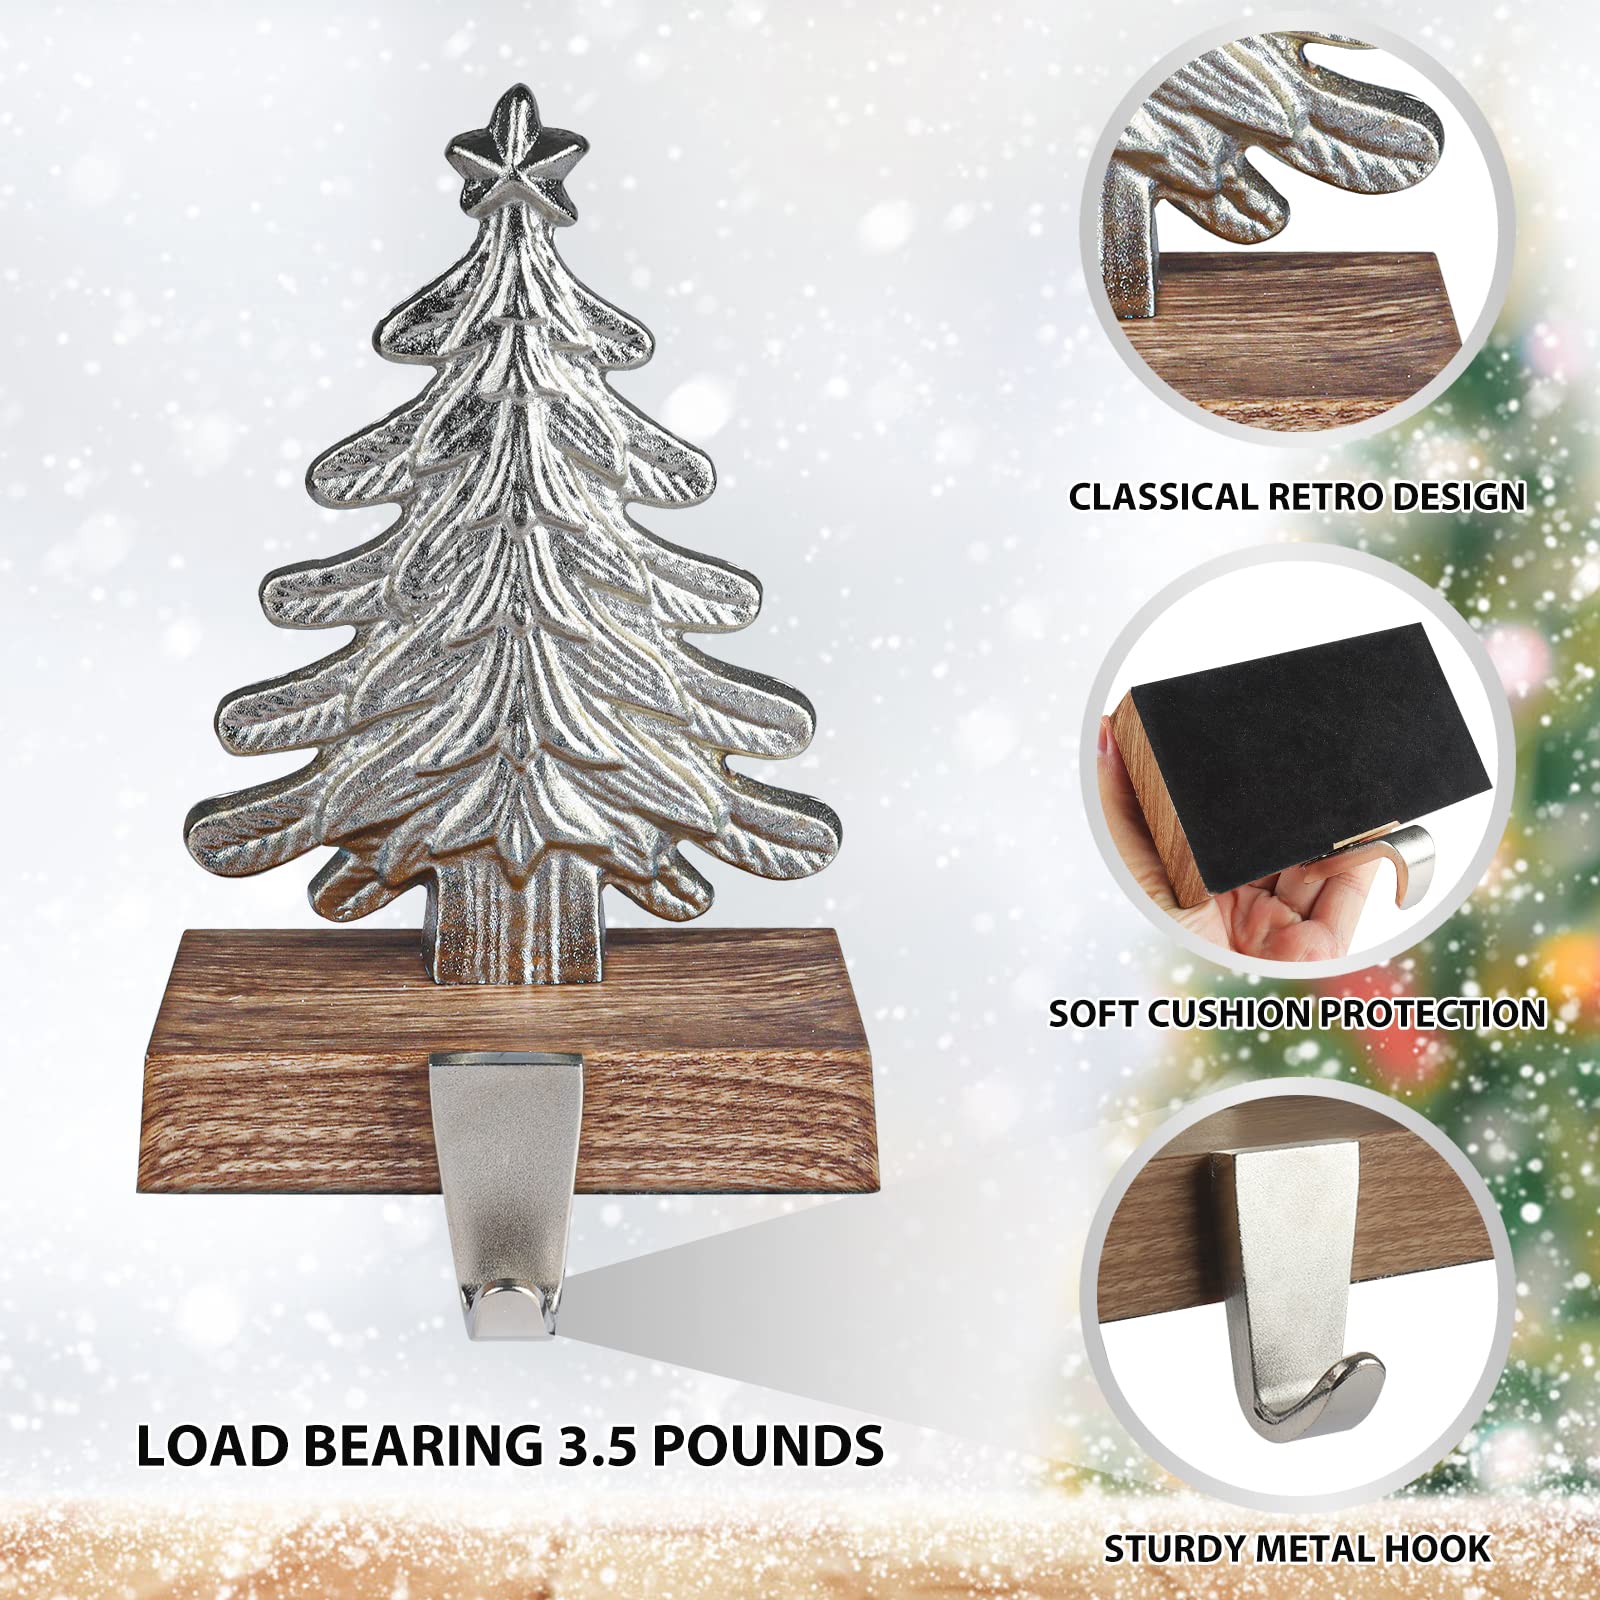 CLASSICAL RETRO DESIGN
SOFT CUSHION PROTECTION
LOAD BEARING 3.5 POUNDS
STURDY METAL HOOK